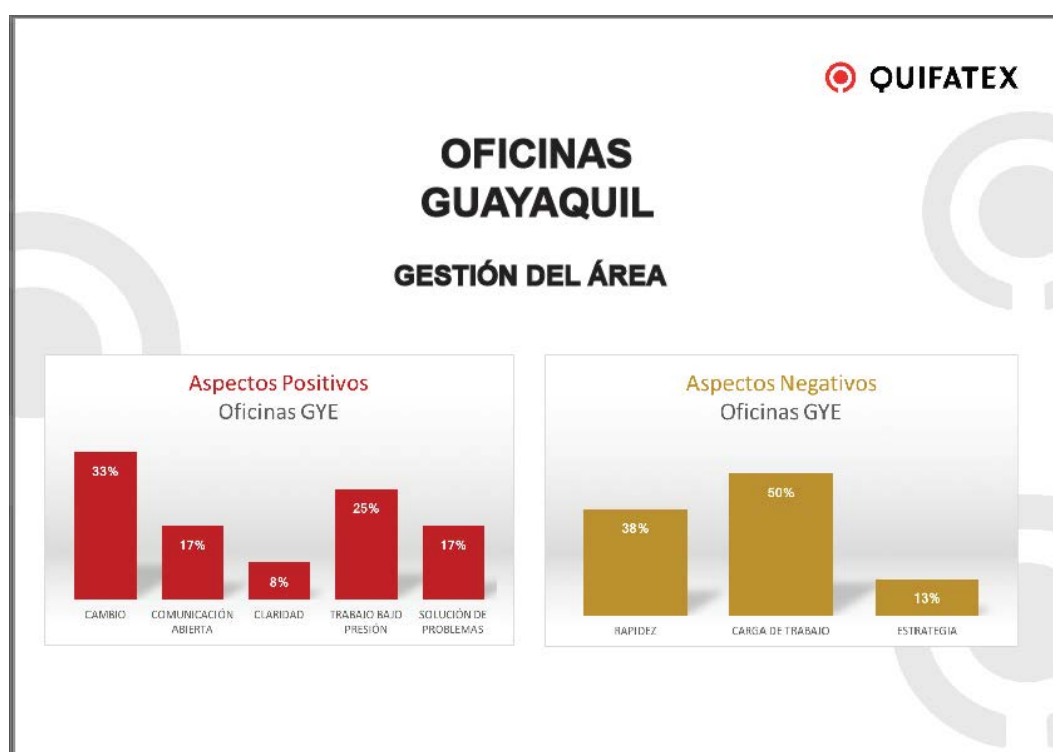 QUIFATEX
OFICINAS
GUAYAQUIL
GESTIÓN DEL ÁREA
Aspectos Positivos
Oficinas GYE
33%
17%
8%
25%
17%
CAMBIO
COMUNICACIÓN
ABIERTA
CLARIDAD
TRABAJO BAJO
PRESIÓN
SOLUCIÓN DE
PROBLEMAS
Aspectos Negativos
Oficinas GYE
38%
50%
13%
RAPIDEZ
CARGA DE TRABAJO
ESTRATEGIA